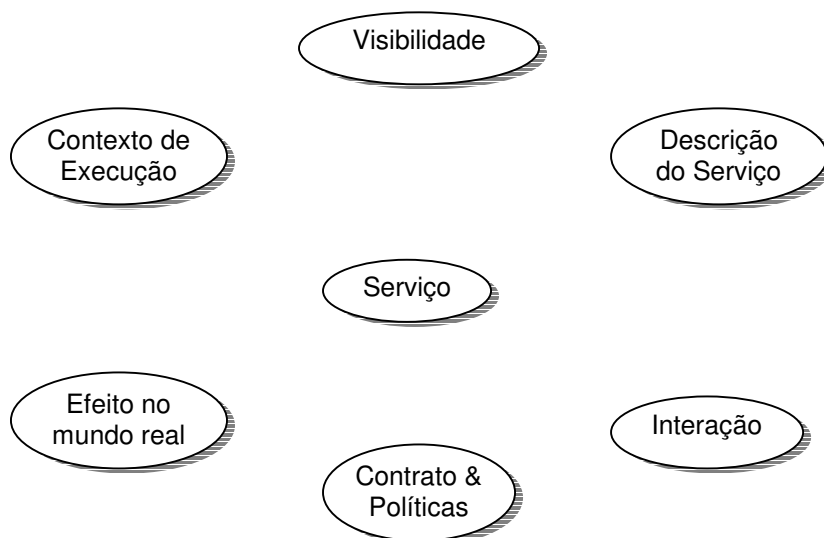 Visibilidade
Contexto de
Execução
Descrição
do Serviço
Serviço
Efeito no
mundo real
Interação
Contrato &
Políticas